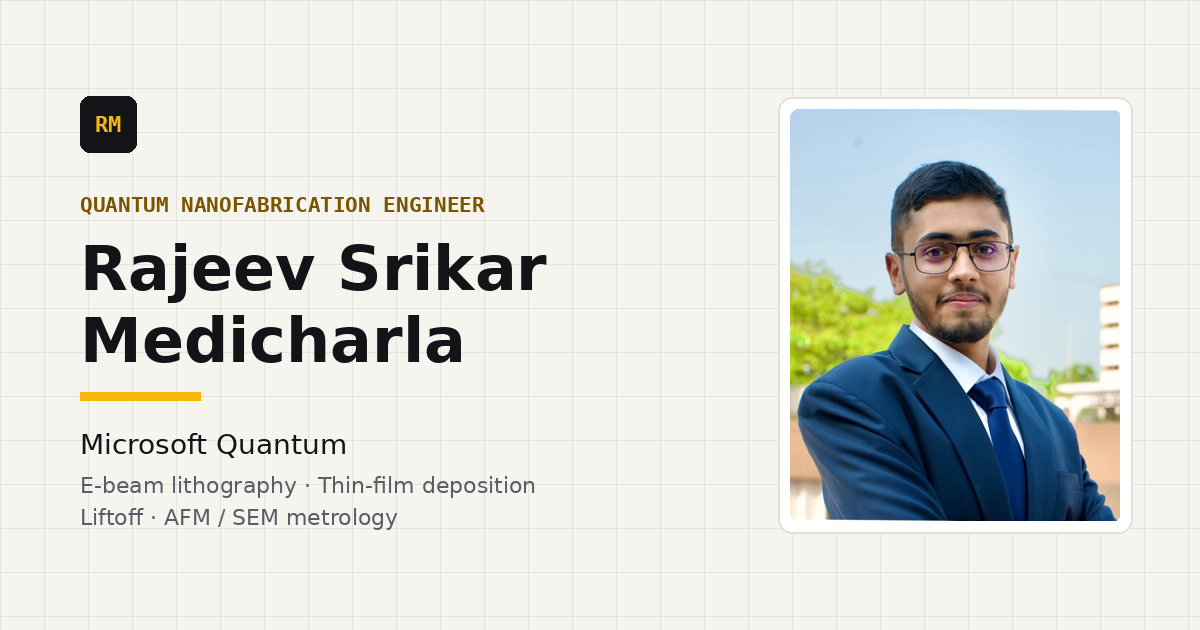 RM
QUANTUM NANOFABRICATION ENGINEER
Rajeev Srikar
Medicharla
Microsoft Quantum
E-beam lithography · Thin-film deposition
Liftoff · AFM / SEM metrology